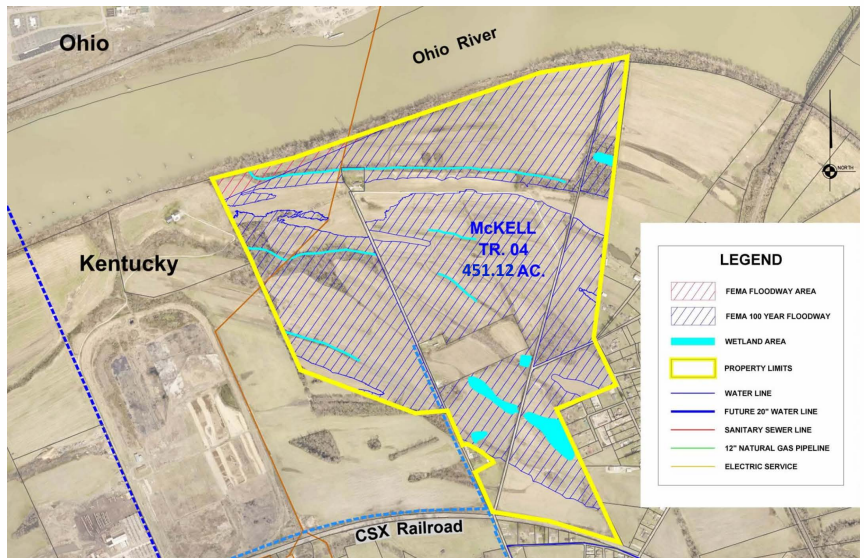 Ohio
Ohio River
NORTH
McKELL
TR. 04
451.12 AC.
Kentucky
CSX Railroad
LEGEND
FEMA FLOODWAY AREA
FEMA 100 YEAR FLOODWAY
WETLAND AREA
PROPERTY LIMITS
WATER LINE
FUTURE 20" WATER LINE
SANITARY SEWER LINE
12" NATURAL GAS PIPELINE
ELECTRIC SERVICE